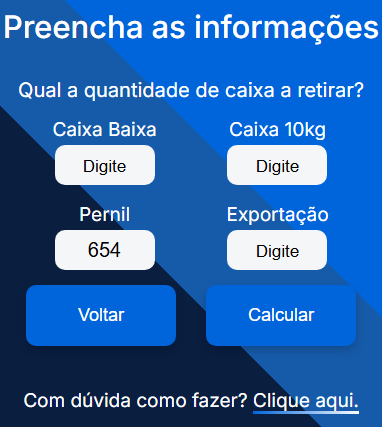 Preencha as informações
Qual a quantidade de caixa a retirar?
Caixa Baixa
Caixa 10kg
Digite
Digite
Pernil
Exportação
654
Digite
Voltar
Calcular
Com dúvida como fazer? Clique aqui.